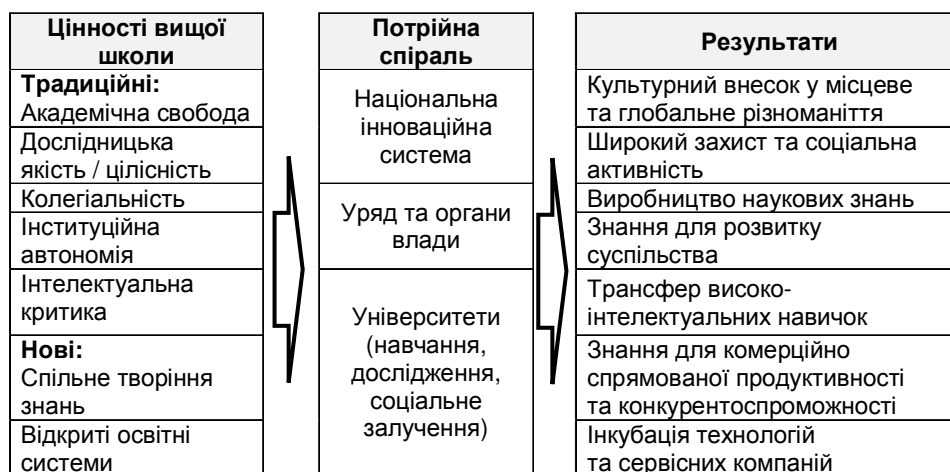 Цінності вищої
школи
Традиційні:
Академічна свобода
Дослідницька
якість / цілісність
Колегіальність
Інституційна
автономія
Інтелектуальна
критика
Нові:
Спільне творіння
знань
Відкриті освітні
системи
Потрійна
спіраль
Національна
інноваційна
система
Уряд та органи
влади
Університети
(навчання,
дослідження,
соціальне
залучення)
Результати
Культурний внесок у місцеве
та глобальне різноманіття
Широкий захист та соціальна
активність
Виробництво наукових знань
Знання для розвитку
суспільства
Трансфер високо-
інтелектуальних навичок
Знання для комерційно
спрямованої продуктивності
та конкурентоспроможності
Інкубація технологій
та сервісних компаній